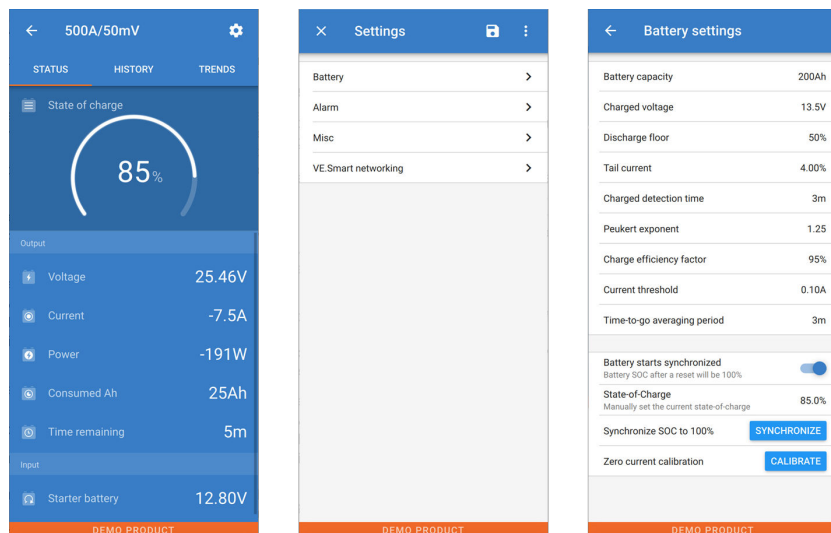 500A/50mV
STATUS HISTORY TRENDS
State of charge
85%
Output
Voltage 25.46V
Current -7.5A
Power -191W
Consumed Ah 25Ah
Time remaining 5m
Input
Starter battery 12.80V
DEMO PRODUCT
Settings
Battery
Alarm
Misc
VE.Smart networking
DEMO PRODUCT
Battery settings
Battery capacity 200Ah
Charged voltage 13.5V
Discharge floor 50%
Tail current 4.00%
Charged detection time 3m
Peukert exponent 1.25
Charge efficiency factor 95%
Current threshold 0.10A
Time-to-go averaging period 3m
Battery starts synchronized
Battery SOC after a reset will be 100%
State-of-Charge 85.0%
Manually set the current state-of-charge
Synchronize SOC to 100% SYNCHRONIZE
Zero current calibration CALIBRATE
DEMO PRODUCT